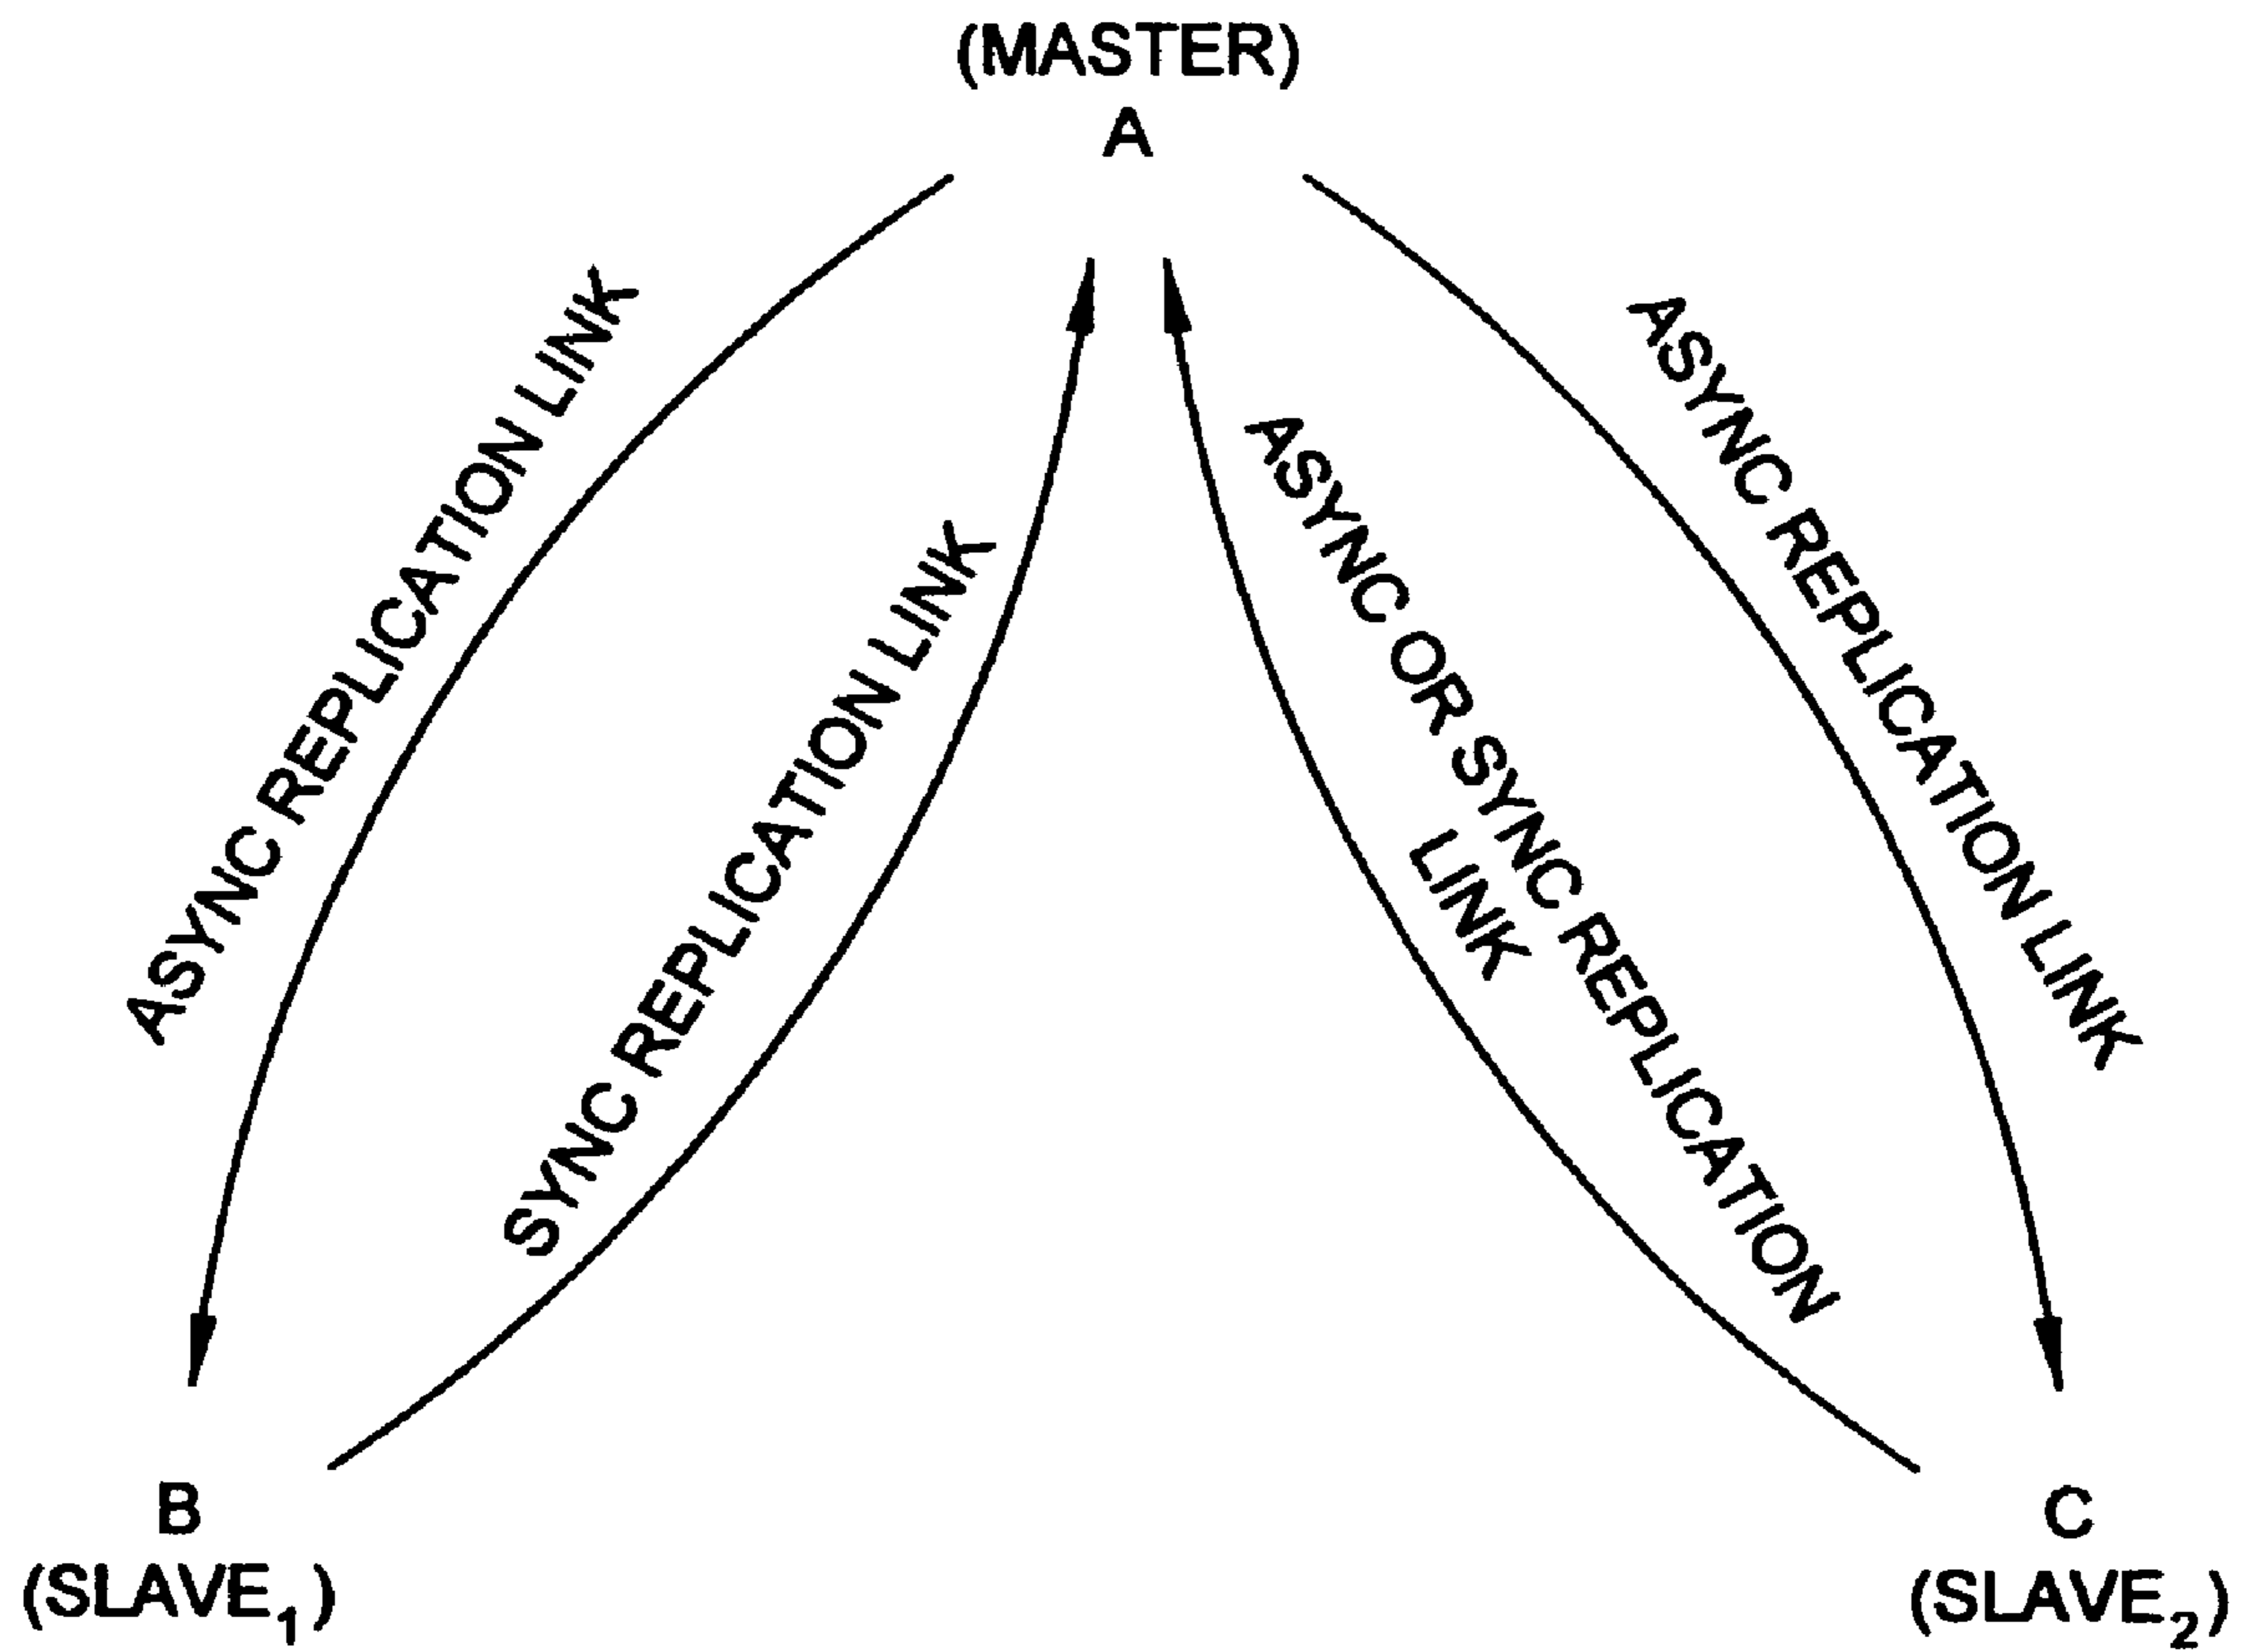 (MASTER)
A
ASYNC REPLICATION LINK
SYNC REPLICATION LINK
ASYNC OR SYNC REPLICATION
LINK
ASYNC REPLICATION LINK
B
(SLAVE₁)
C
(SLAVE₂)